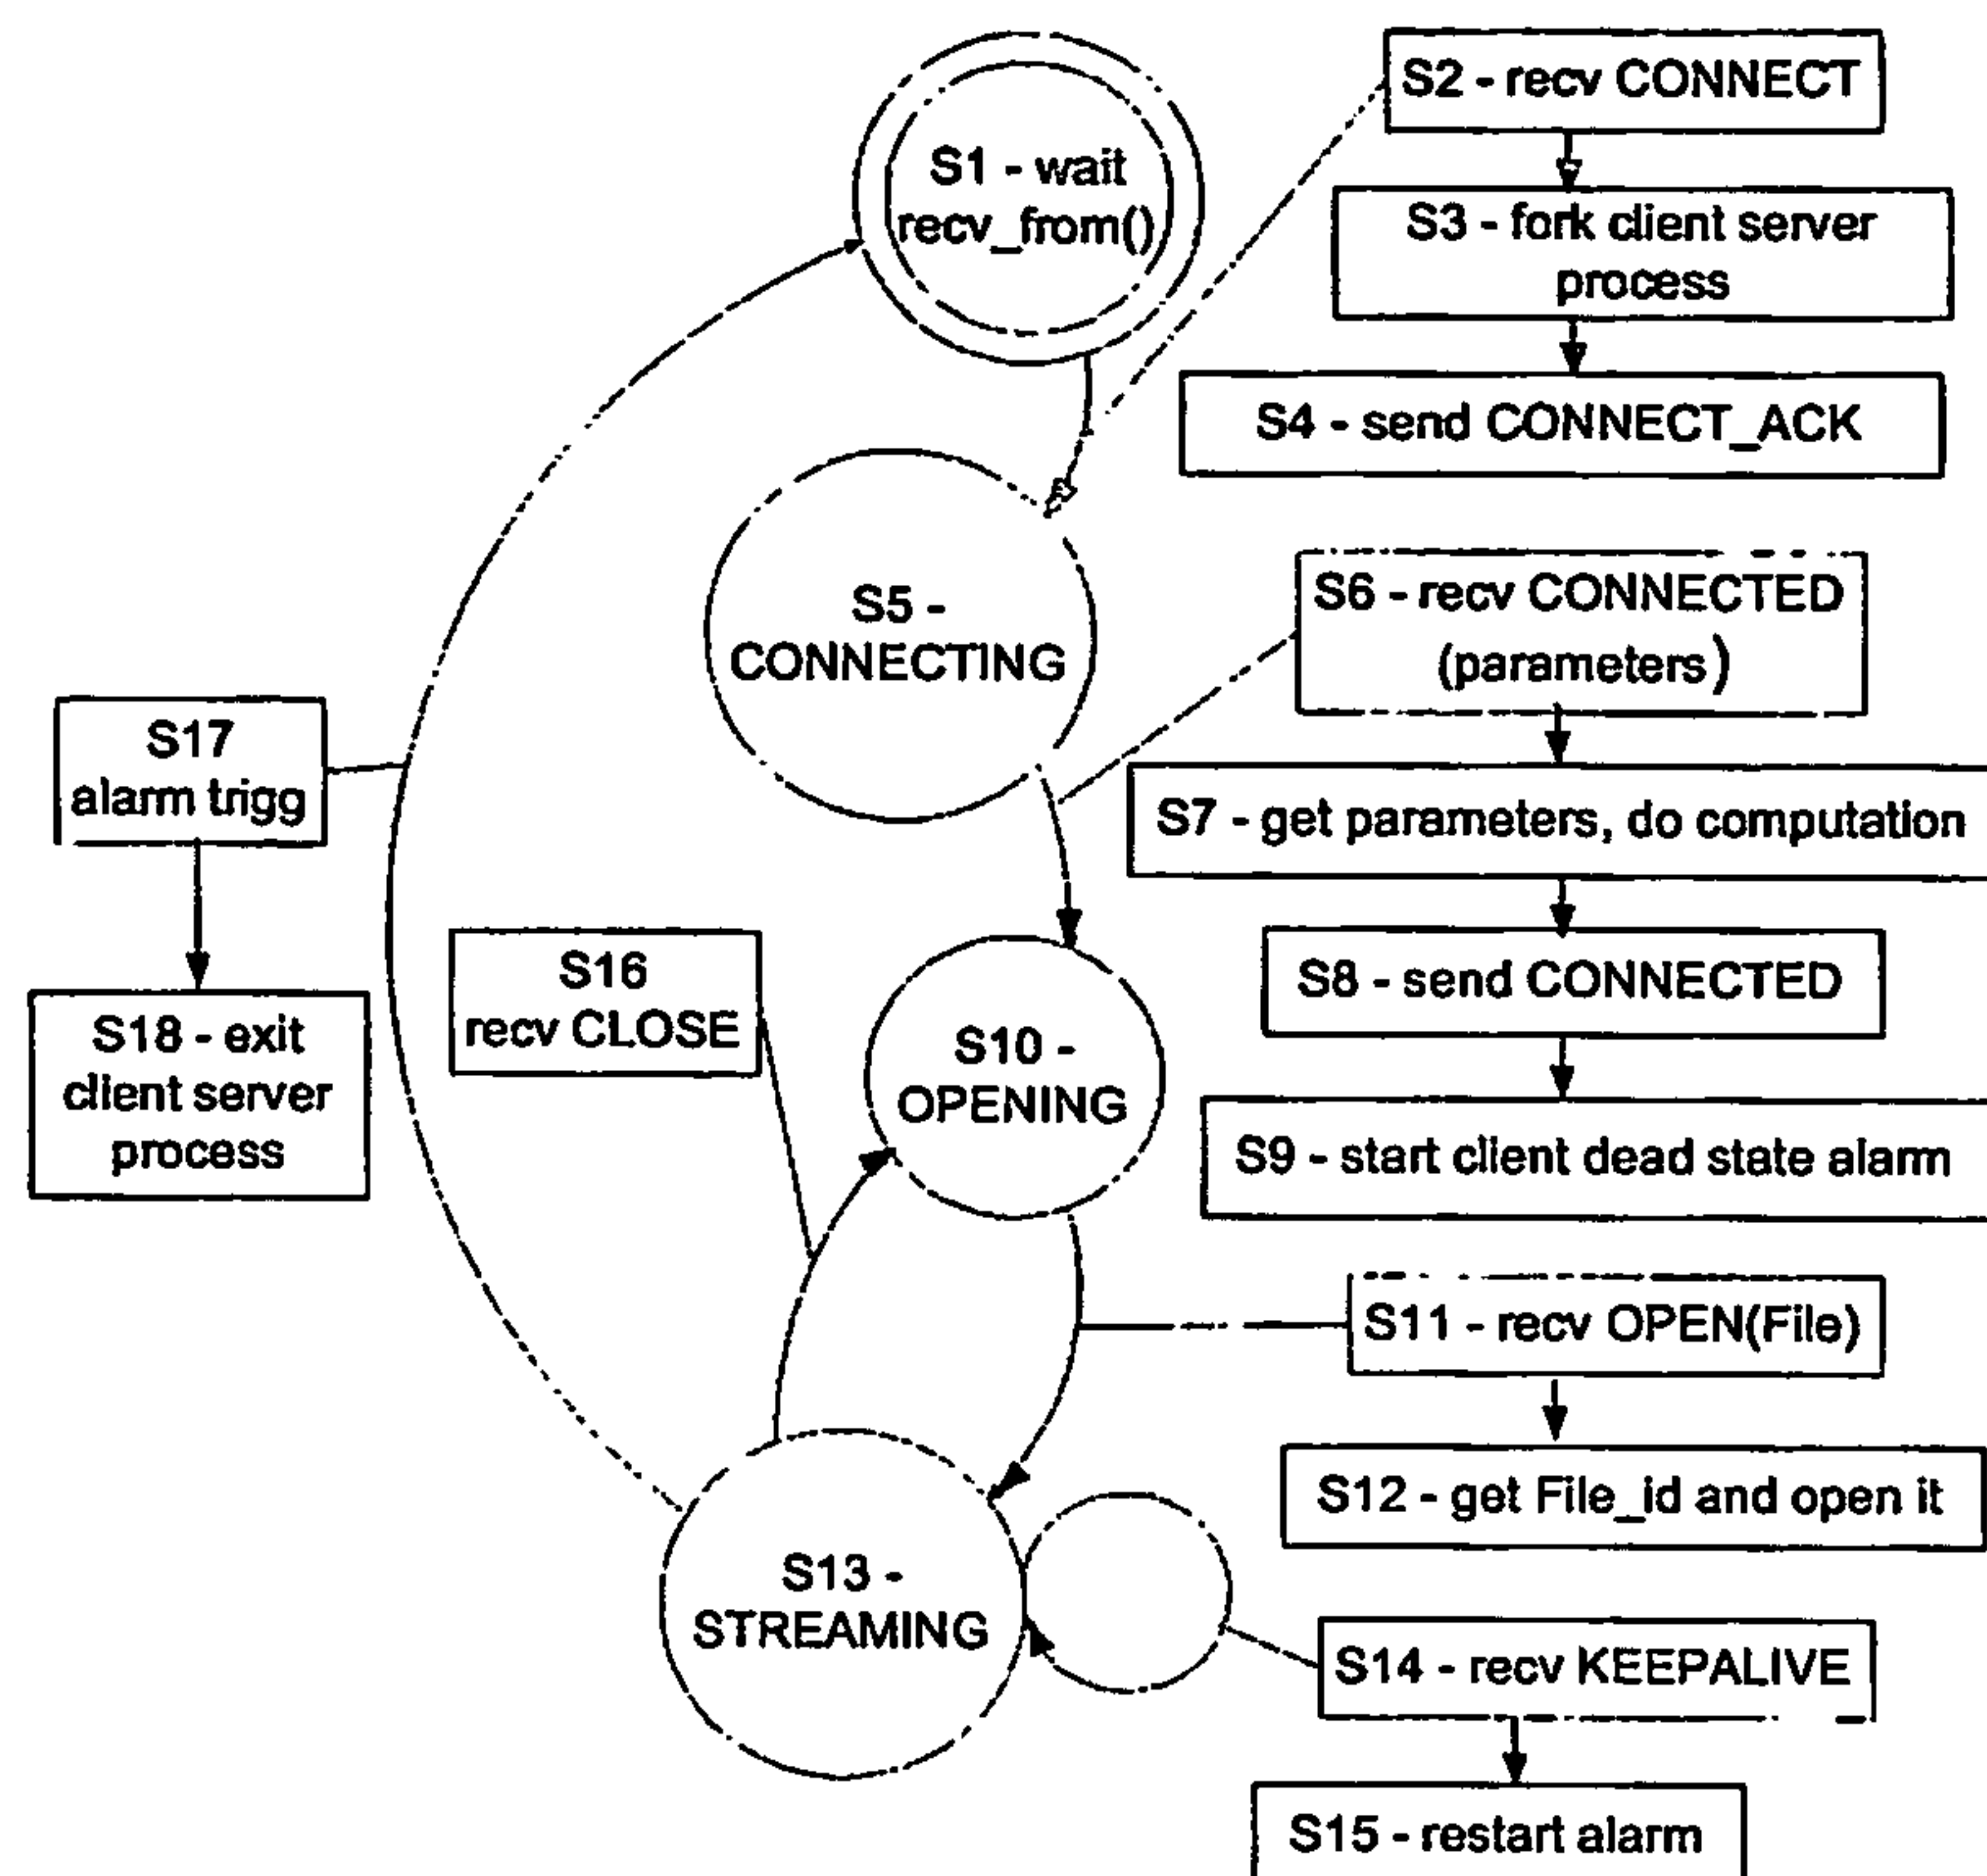 S1 - wait
recv_from()
S2 - recv CONNECT
S3 - fork client server
process
S4 - send CONNECT_ACK
S5 -
CONNECTING
S6 - recv CONNECTED
(parameters)
S7 - get parameters, do computation
S8 - send CONNECTED
S9 - start client dead state alarm
S10 -
OPENING
S11 - recv OPEN(File)
S12 - get File_id and open it
S13 -
STREAMING
S14 - recv KEEPALIVE
S15 - restart alarm
S16
recv CLOSE
S17
alarm trigg
S18 - exit
client server
process